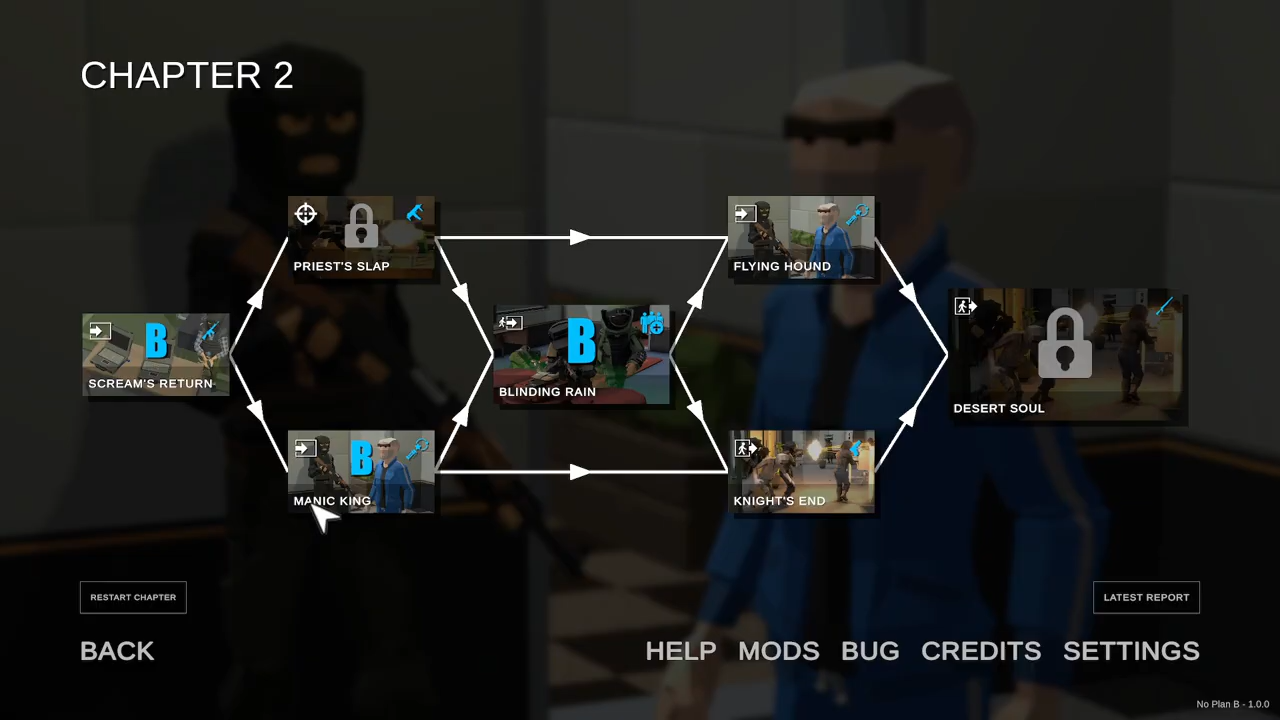 CHAPTER 2
PRIEST'S SLAP
FLYING HOUND
B
SCREAM'S RETURN
B
BLINDING RAIN
DESERT SOUL
B
MANIC KING
KNIGHT'S END
RESTART CHAPTER
LATEST REPORT
BACK
HELP MODS BUG CREDITS SETTINGS
No Plan B - 1.0.0